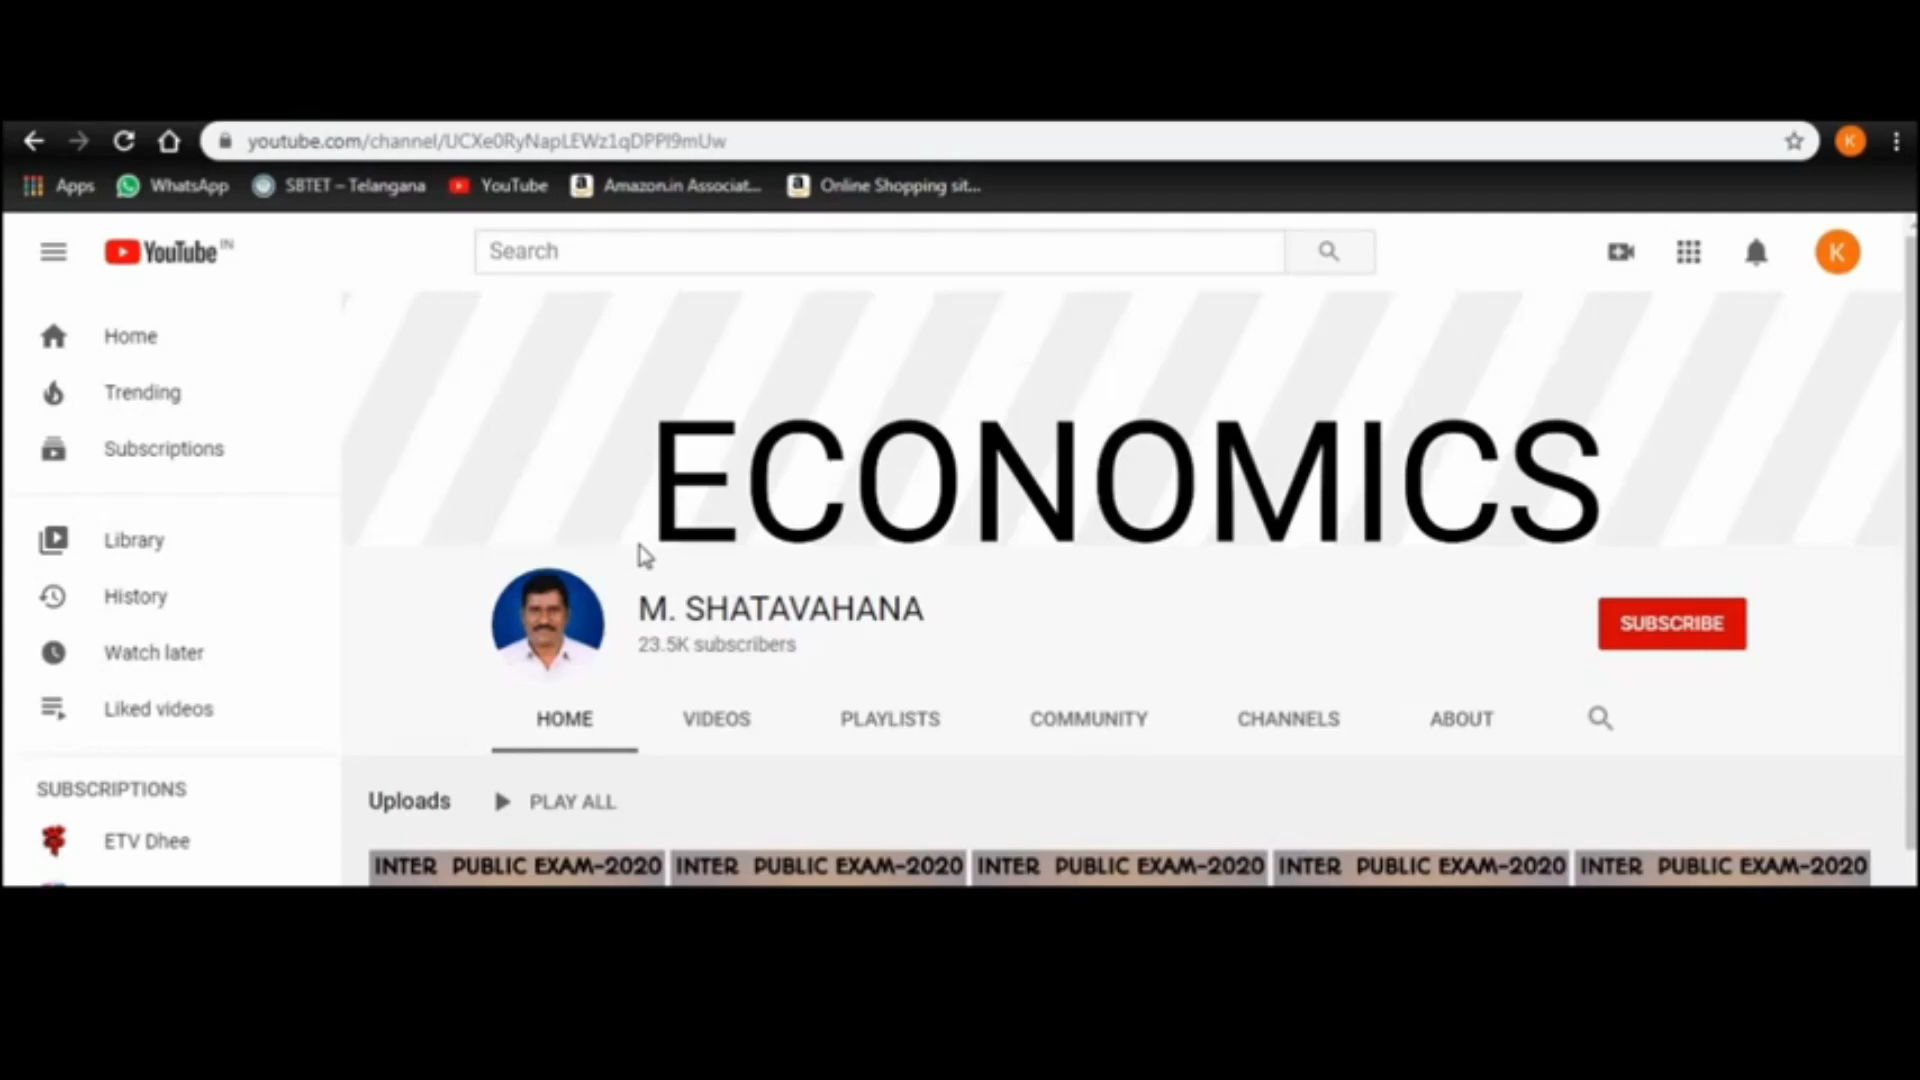 youtube.com/channel/UCXe0RyNapLEWz1qDPPI9mUw
K
Apps WhatsApp SBTET – Telangana YouTube Amazon.in Associat... Online Shopping sit...
YouTube IN
Search
K
Home
Trending
Subscriptions
Library
History
Watch later
Liked videos
SUBSCRIPTIONS
ETV Dhee
ECONOMICS
M. SHATAVAHANA
23.5K subscribers
SUBSCRIBE
HOME VIDEOS PLAYLISTS COMMUNITY CHANNELS ABOUT
Uploads PLAY ALL
INTER PUBLIC EXAM-2020 INTER PUBLIC EXAM-2020 INTER PUBLIC EXAM-2020 INTER PUBLIC EXAM-2020 INTER PUBLIC EXAM-2020